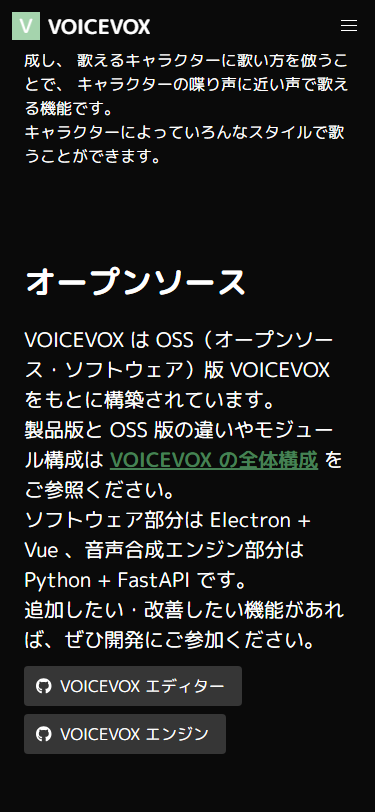 V VOICEVOX
成し、 歌えるキャラクターに歌い方を倣うこ
とで、 キャラクターの喋り声に近い声で歌え
る機能です。
キャラクターによっていろんなスタイルで歌
うことができます。
オープンソース
VOICEVOX は OSS（オープンソー
ス・ソフトウェア）版 VOICEVOX
をもとに構築されています。
製品版と OSS 版の違いやモジュー
ル構成は VOICEVOX の全体構成 を
ご参照ください。
ソフトウェア部分は Electron +
Vue 、音声合成エンジン部分は
Python + FastAPI です。
追加したい・改善したい機能があれ
ば、ぜひ開発にご参加ください。
VOICEVOX エディター
VOICEVOX エンジン